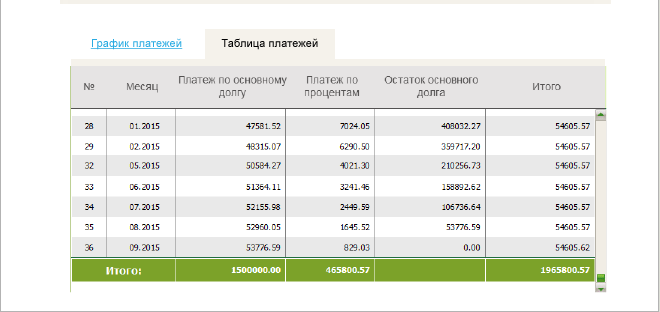 График платежей Таблица платежей
№ Месяц Платеж по основному долгу Платеж по процентам Остаток основного долга Итого
28 01.2015 47581.52 7024.05 408032.27 54605.57
29 02.2015 48315.07 6290.50 359717.20 54605.57
32 05.2015 50584.27 4021.30 210256.73 54605.57
33 06.2015 51364.11 3241.46 158892.62 54605.57
34 07.2015 52155.98 2449.59 106736.64 54605.57
35 08.2015 52960.05 1645.52 53776.59 54605.57
36 09.2015 53776.59 829.03 0.00 54605.62
Итого: 1500000.00 465800.57 1965800.57